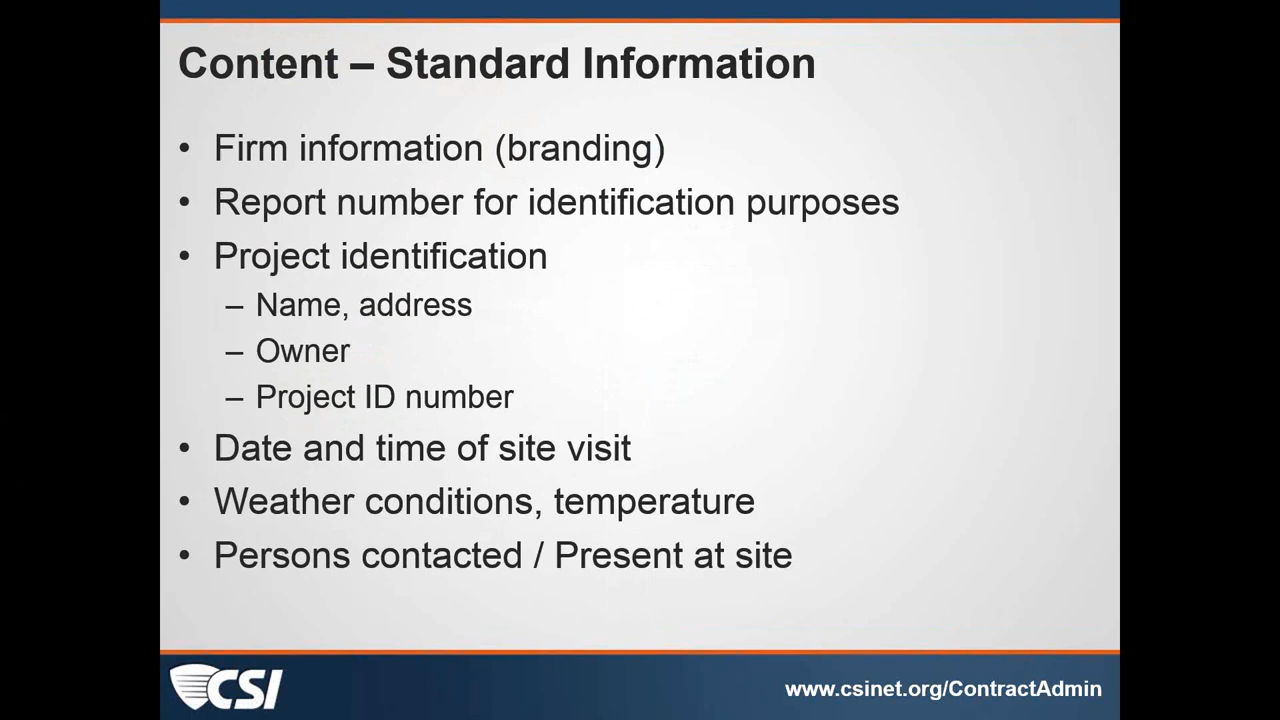 Content – Standard Information
• Firm information (branding)
• Report number for identification purposes
• Project identification
– Name, address
– Owner
– Project ID number
• Date and time of site visit
• Weather conditions, temperature
• Persons contacted / Present at site
CSI
www.csinet.org/ContractAdmin